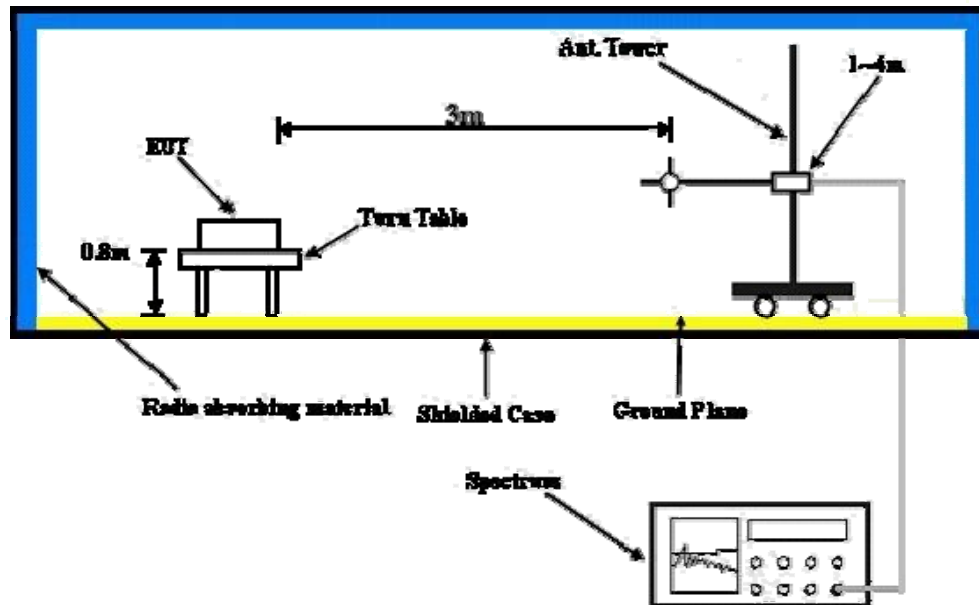 Ant. Tower
1~4m
3m
EUT
Turn Table
0.8m
Radio absorbing material
Shielded Case
Ground Plane
Spectrum